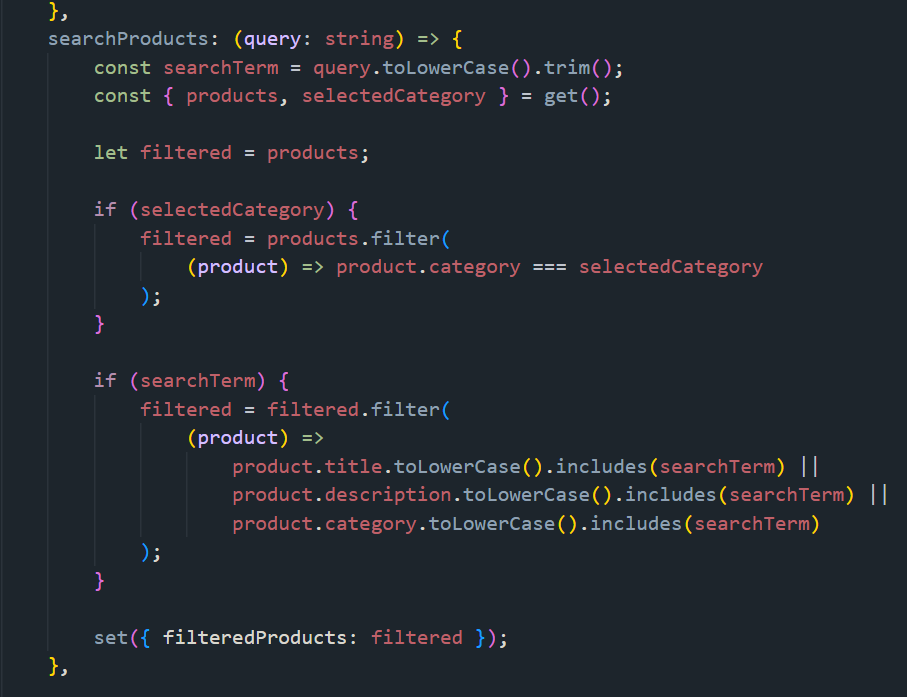 },
searchProducts: (query: string) => {
const searchTerm = query.toLowerCase().trim();
const { products, selectedCategory } = get();
let filtered = products;
if (selectedCategory) {
filtered = products.filter(
(product) => product.category === selectedCategory
);
}
if (searchTerm) {
filtered = filtered.filter(
(product) =>
product.title.toLowerCase().includes(searchTerm) ||
product.description.toLowerCase().includes(searchTerm) ||
product.category.toLowerCase().includes(searchTerm)
);
}
set({ filteredProducts: filtered });
},